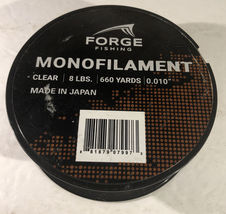 FORGE
FISHING
MONOFILAMENT
CLEAR | 8 LBS. | 660 YARDS | 0.010"
MADE IN JAPAN